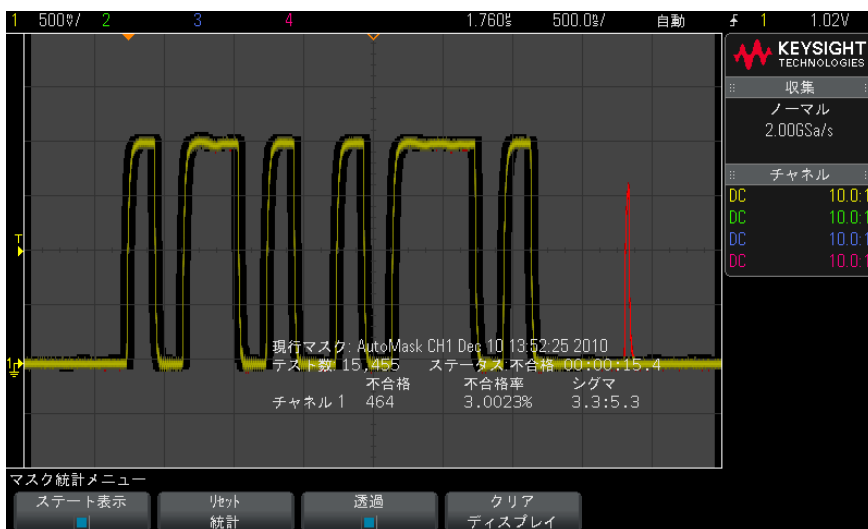 1 500㎷/ 2 3 4 1.760㎲ 500.0㎱/ 自動 1 1.02V
KEYSIGHT
TECHNOLOGIES
収集
ノーマル
2.00GSa/s
チャネル
DC 10.0:1
DC 10.0:1
DC 10.0:1
DC 10.0:1
T
1
現行マスク: AutoMask CH1 Dec 10 13:52:25 2010
テスト数 15,455 ステータス 不合格 00:00:15.4
不合格 不合格率 シグマ
チャネル 1 464 3.0023% 3.3:5.3
マスク統計メニュー
ステート表示 リセット 透過 クリア
統計 ディスプレイ